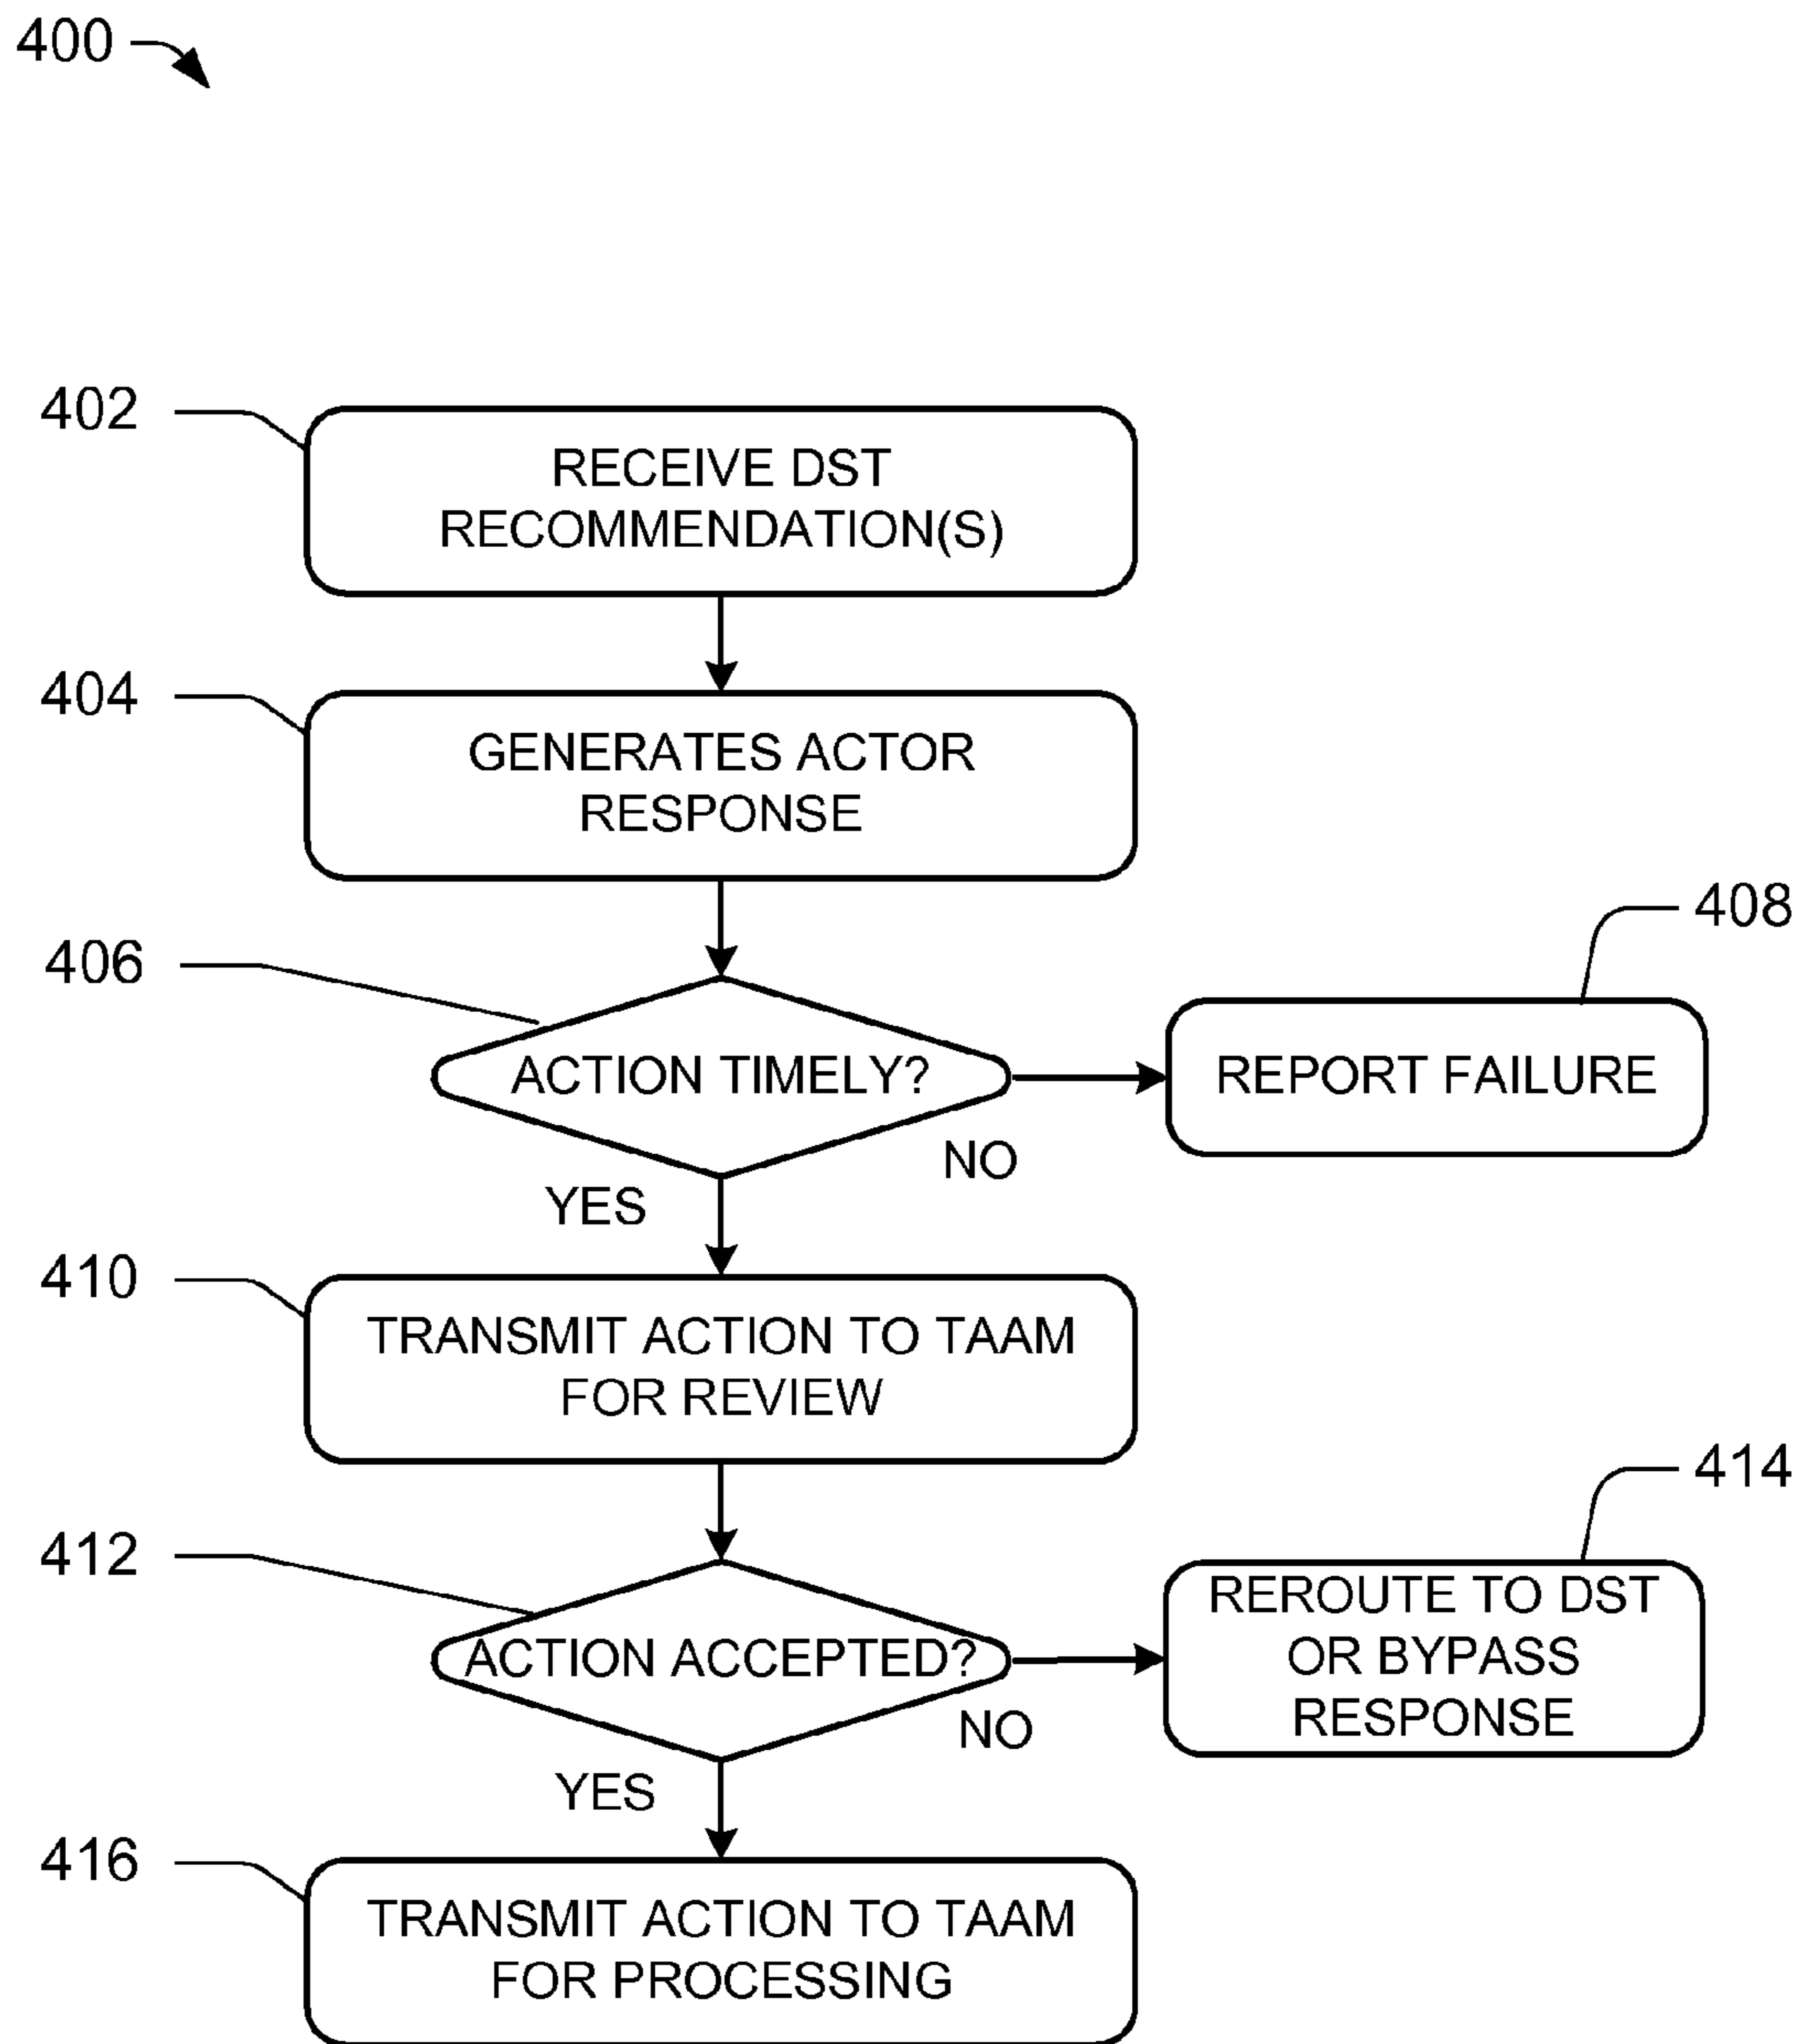 400
402
RECEIVE DST
RECOMMENDATION(S)
404
GENERATES ACTOR
RESPONSE
406
ACTION TIMELY?
NO
YES
408
REPORT FAILURE
410
TRANSMIT ACTION TO TAAM
FOR REVIEW
412
ACTION ACCEPTED?
NO
YES
414
REROUTE TO DST
OR BYPASS
RESPONSE
416
TRANSMIT ACTION TO TAAM
FOR PROCESSING